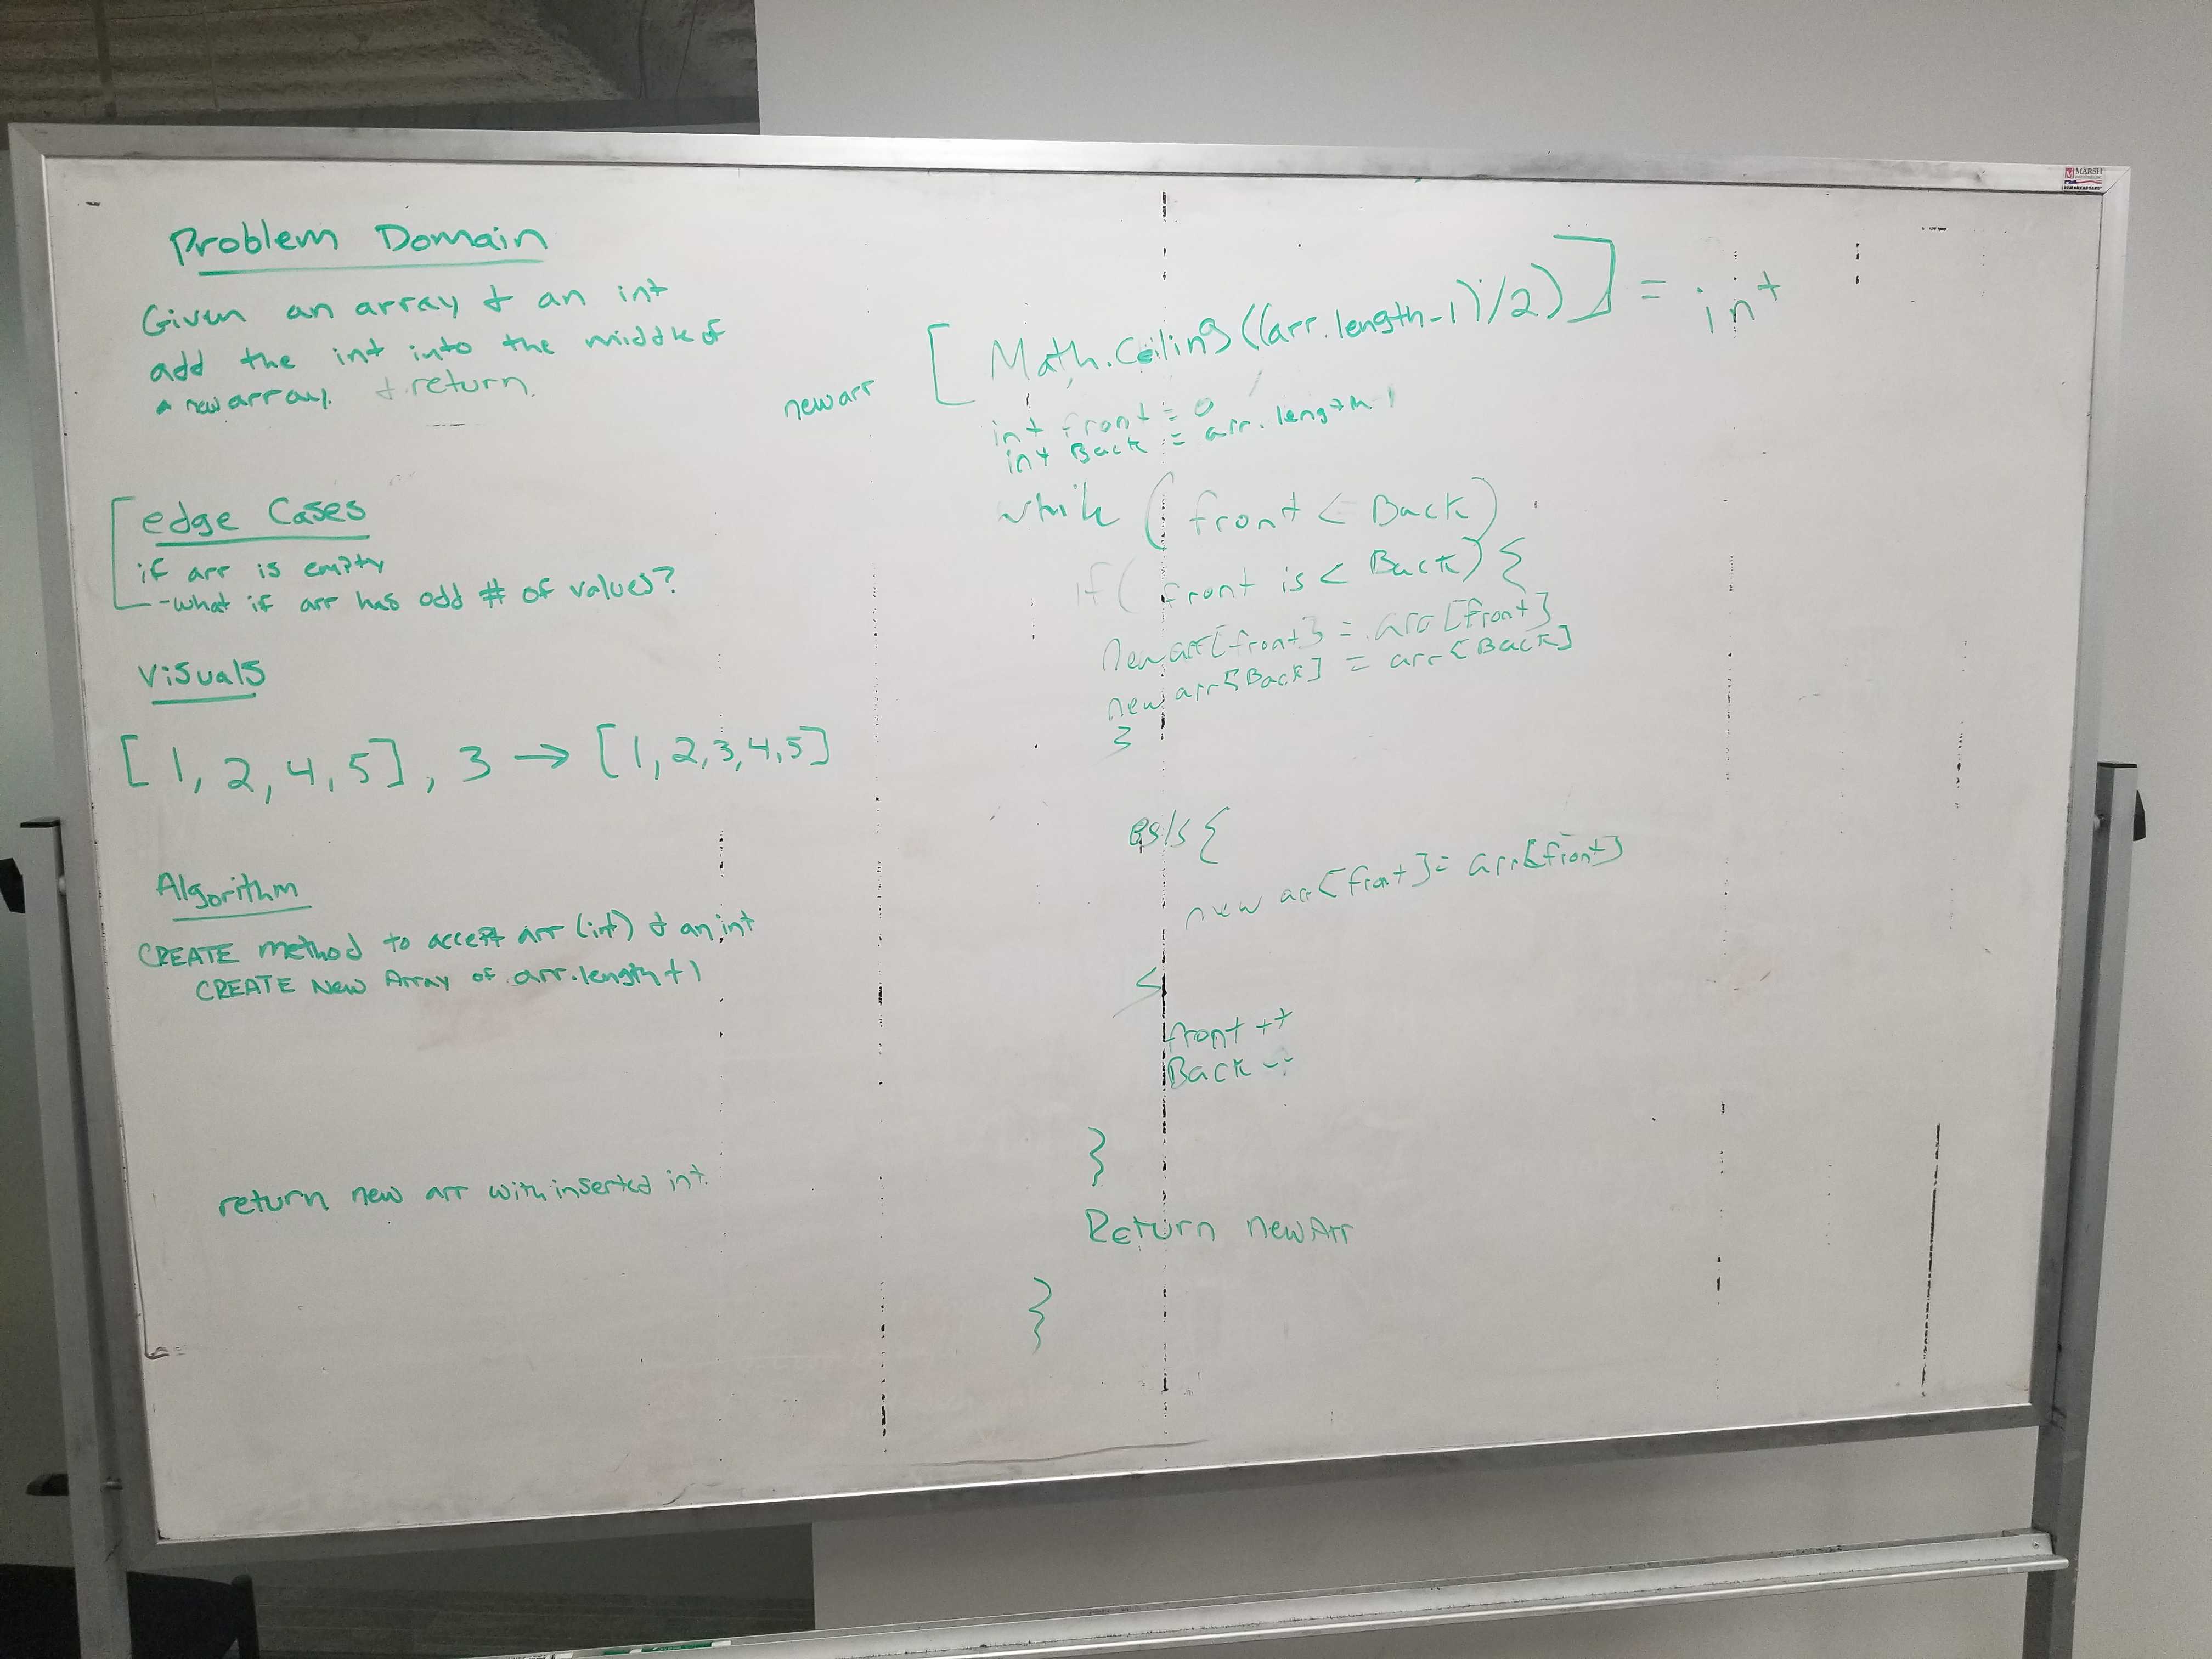 Problem Domain
Given an array & an int
add the int into the middle of
a new array. & return.
edge Cases
if arr is empty
-what if arr has odd # of values?
Visuals
[1, 2, 4, 5], 3 → [1,2,3,4,5]
Algorithm
CREATE method to accept arr (int) & an int
CREATE New Array of arr.length+1
return new arr with inserted int.
newarr [Math.Ceiling((arr.length-1)/2)] = int
int front = 0
int Back = arr.length
while (front < Back)
if (front is < Back) {
new arr[front] = arr[front]
new arr[Back] = arr[Back]
}
{
new arr[front] = arr[front]
front ++
Back --
}
Return newArr
}
MARSH